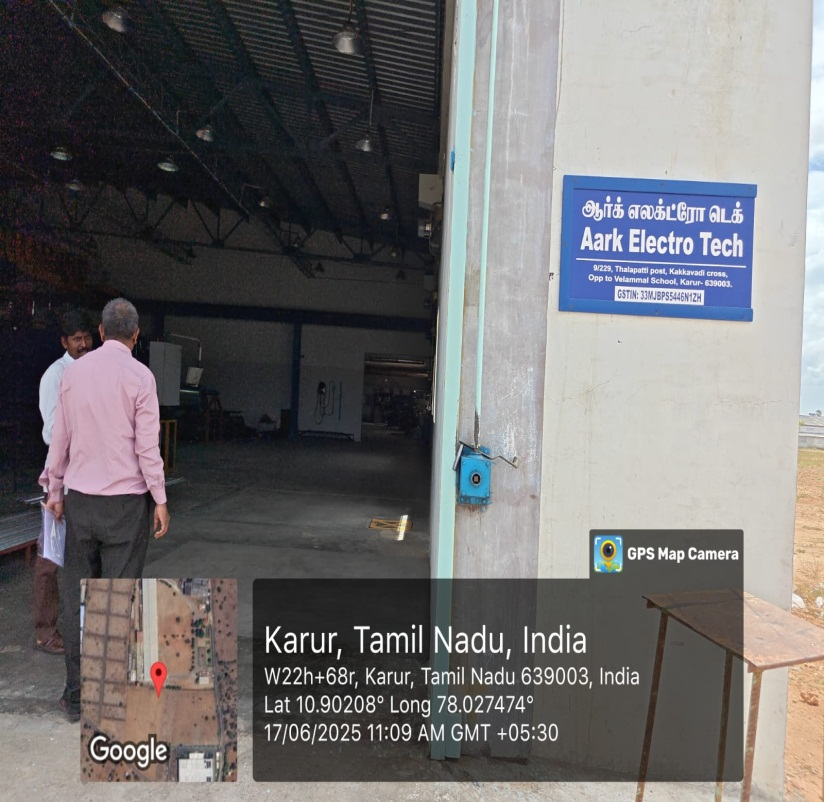 ஆர்க் எலக்ட்ரோ டெக்
Aark Electro Tech
9/229, Thalapatti post, Kakkavadi cross,
Opp to Velammal School, Karur- 639003.
GSTIN: 33MJBPS5446N1ZH
GPS Map Camera
Karur, Tamil Nadu, India
W22h+68r, Karur, Tamil Nadu 639003, India
Lat 10.90208° Long 78.027474°
17/06/2025 11:09 AM GMT +05:30
Google